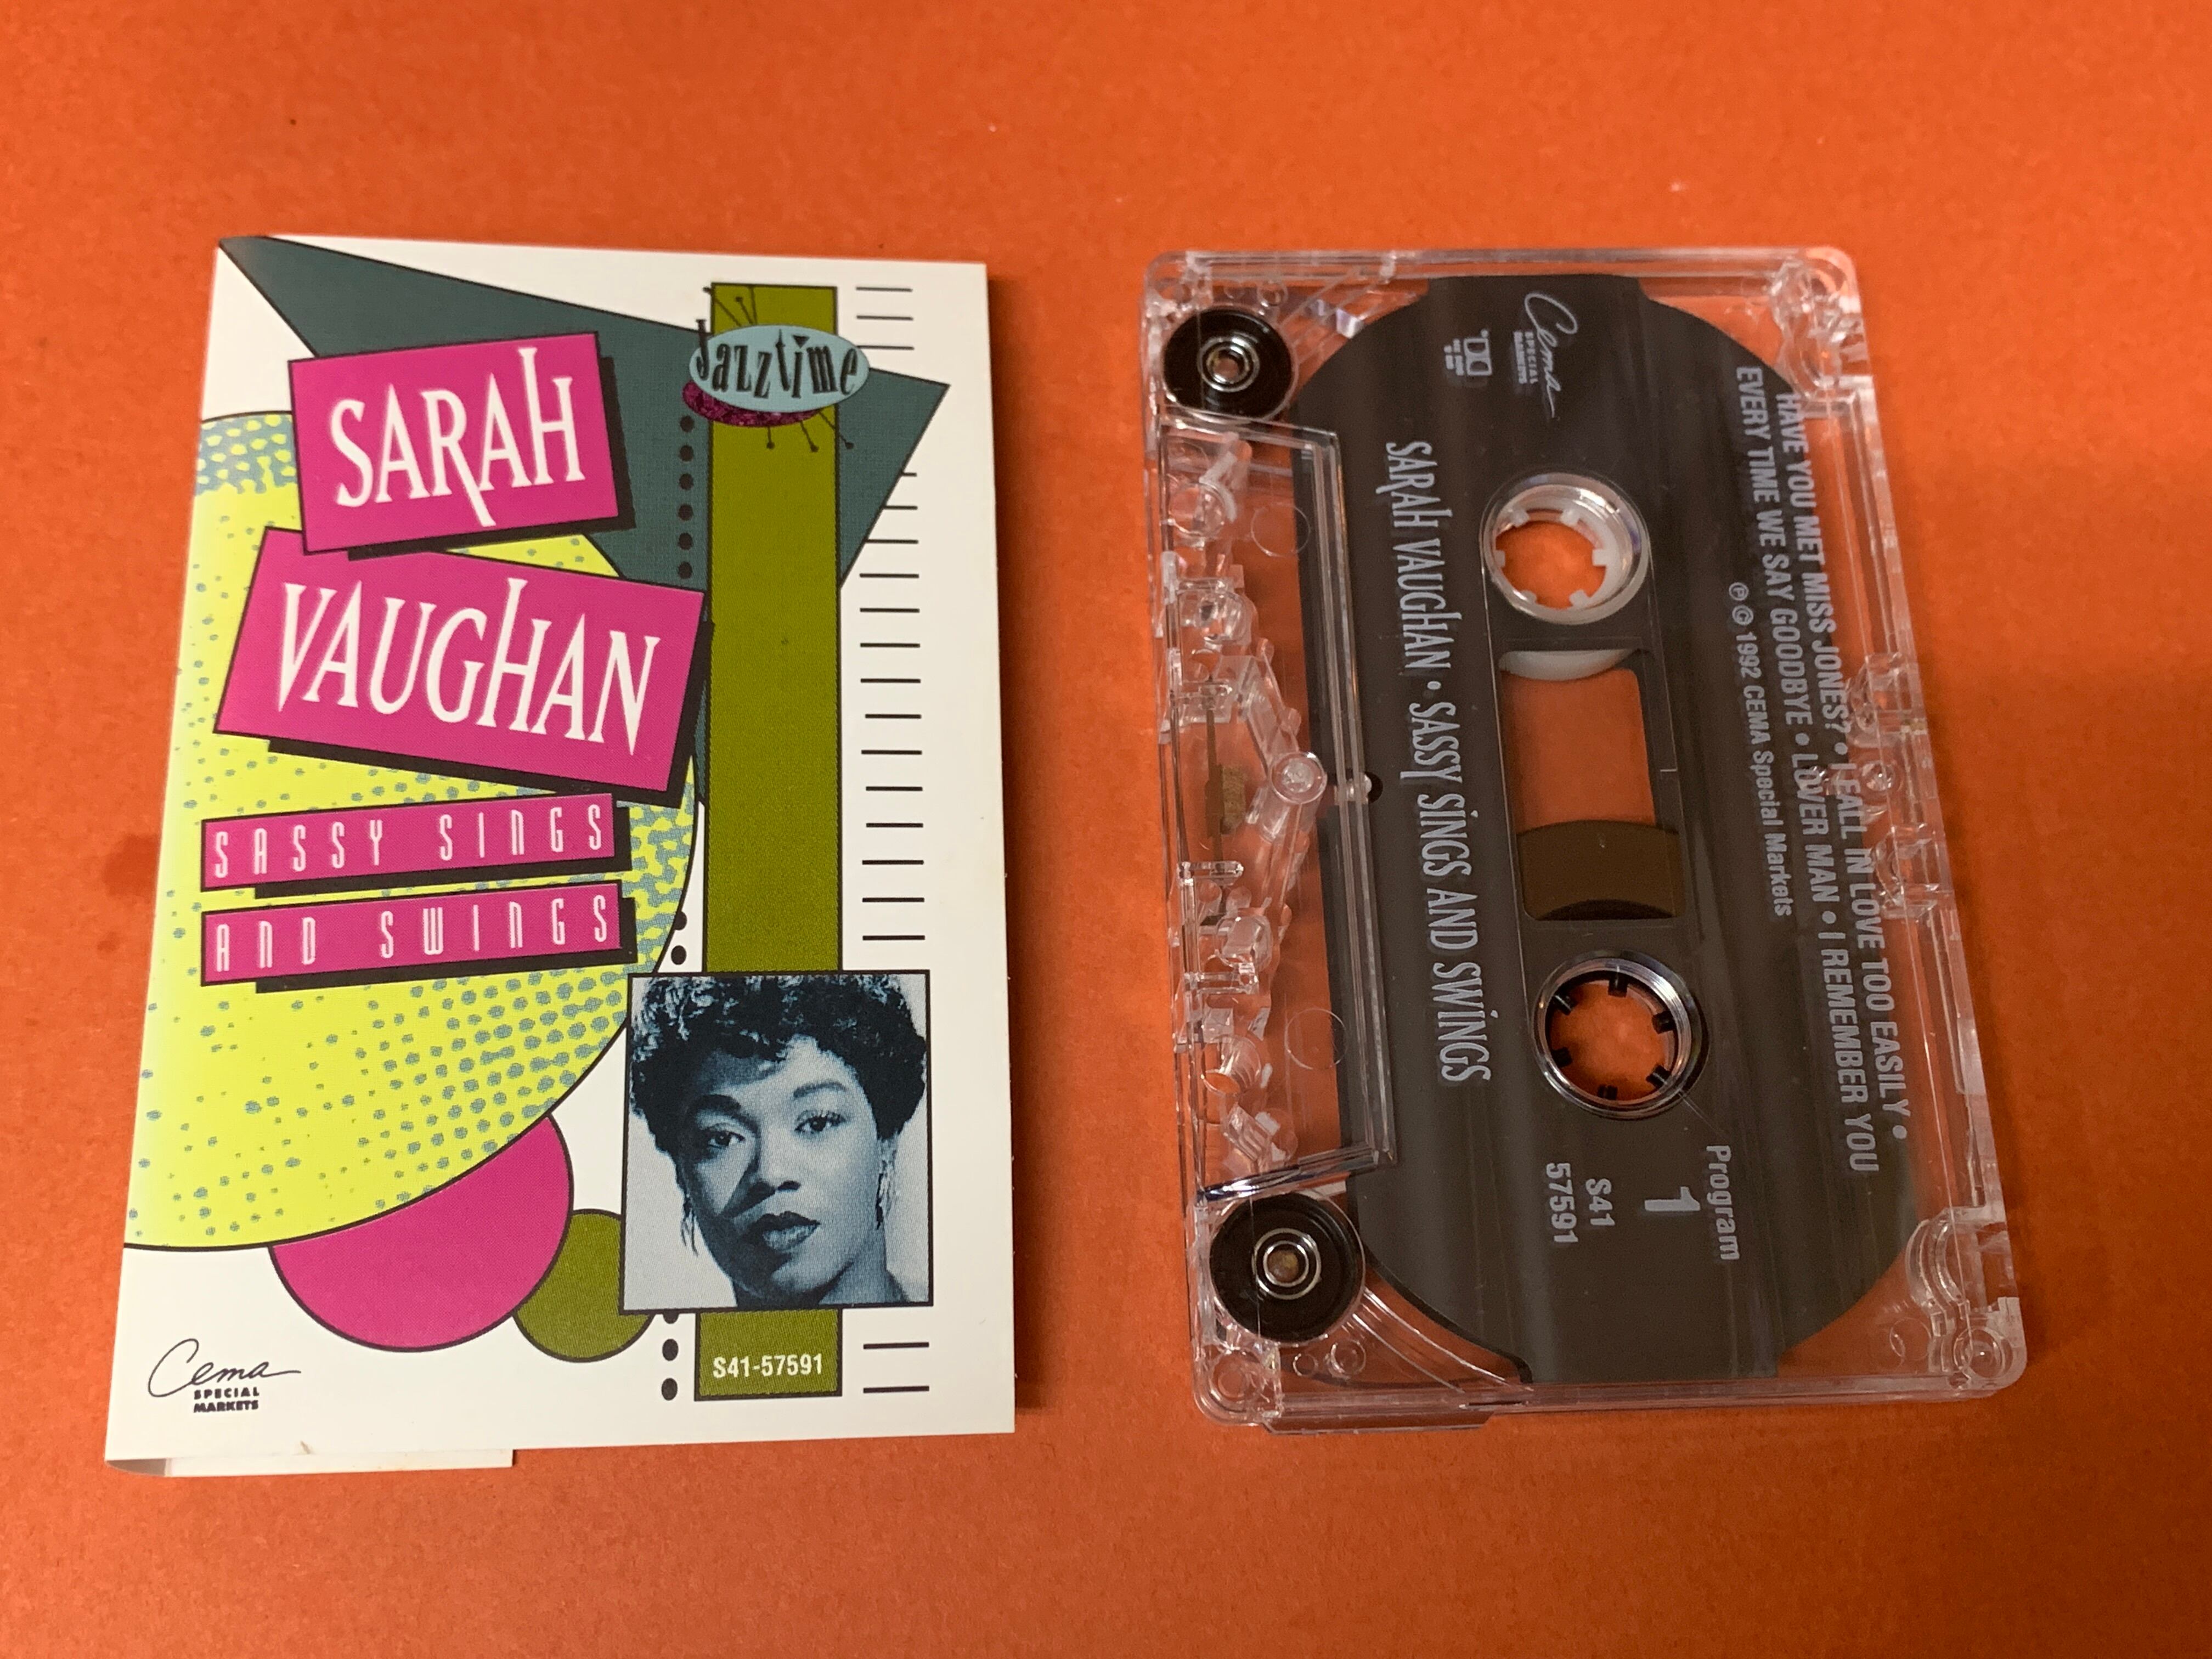 Jazztime
SARAH
VAUGHAN
SASSY SINGS
AND SWINGS
S41-57591
Cema
SPECIAL
MARKETS
HAVE YOU MET MISS JONES? • I FALL IN LOVE TOO EASILY •
EVERY TIME WE SAY GOODBYE • LOVER MAN • I REMEMBER YOU
℗ © 1992 CEMA Special Markets
Cema
SPECIAL
MARKETS
Program
1
S41
57591
SARAH VAUGHAN • SASSY SINGS AND SWINGS